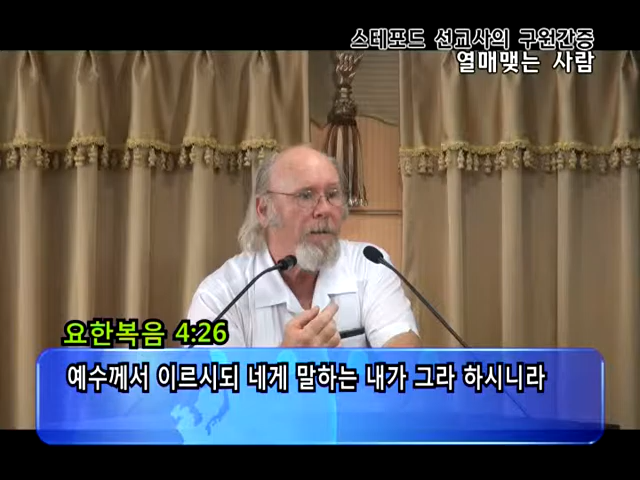 스테포드 선교사의 구원간증
열매맺는 사람
요한복음 4:26
예수께서 이르시되 네게 말하는 내가 그라 하시니라